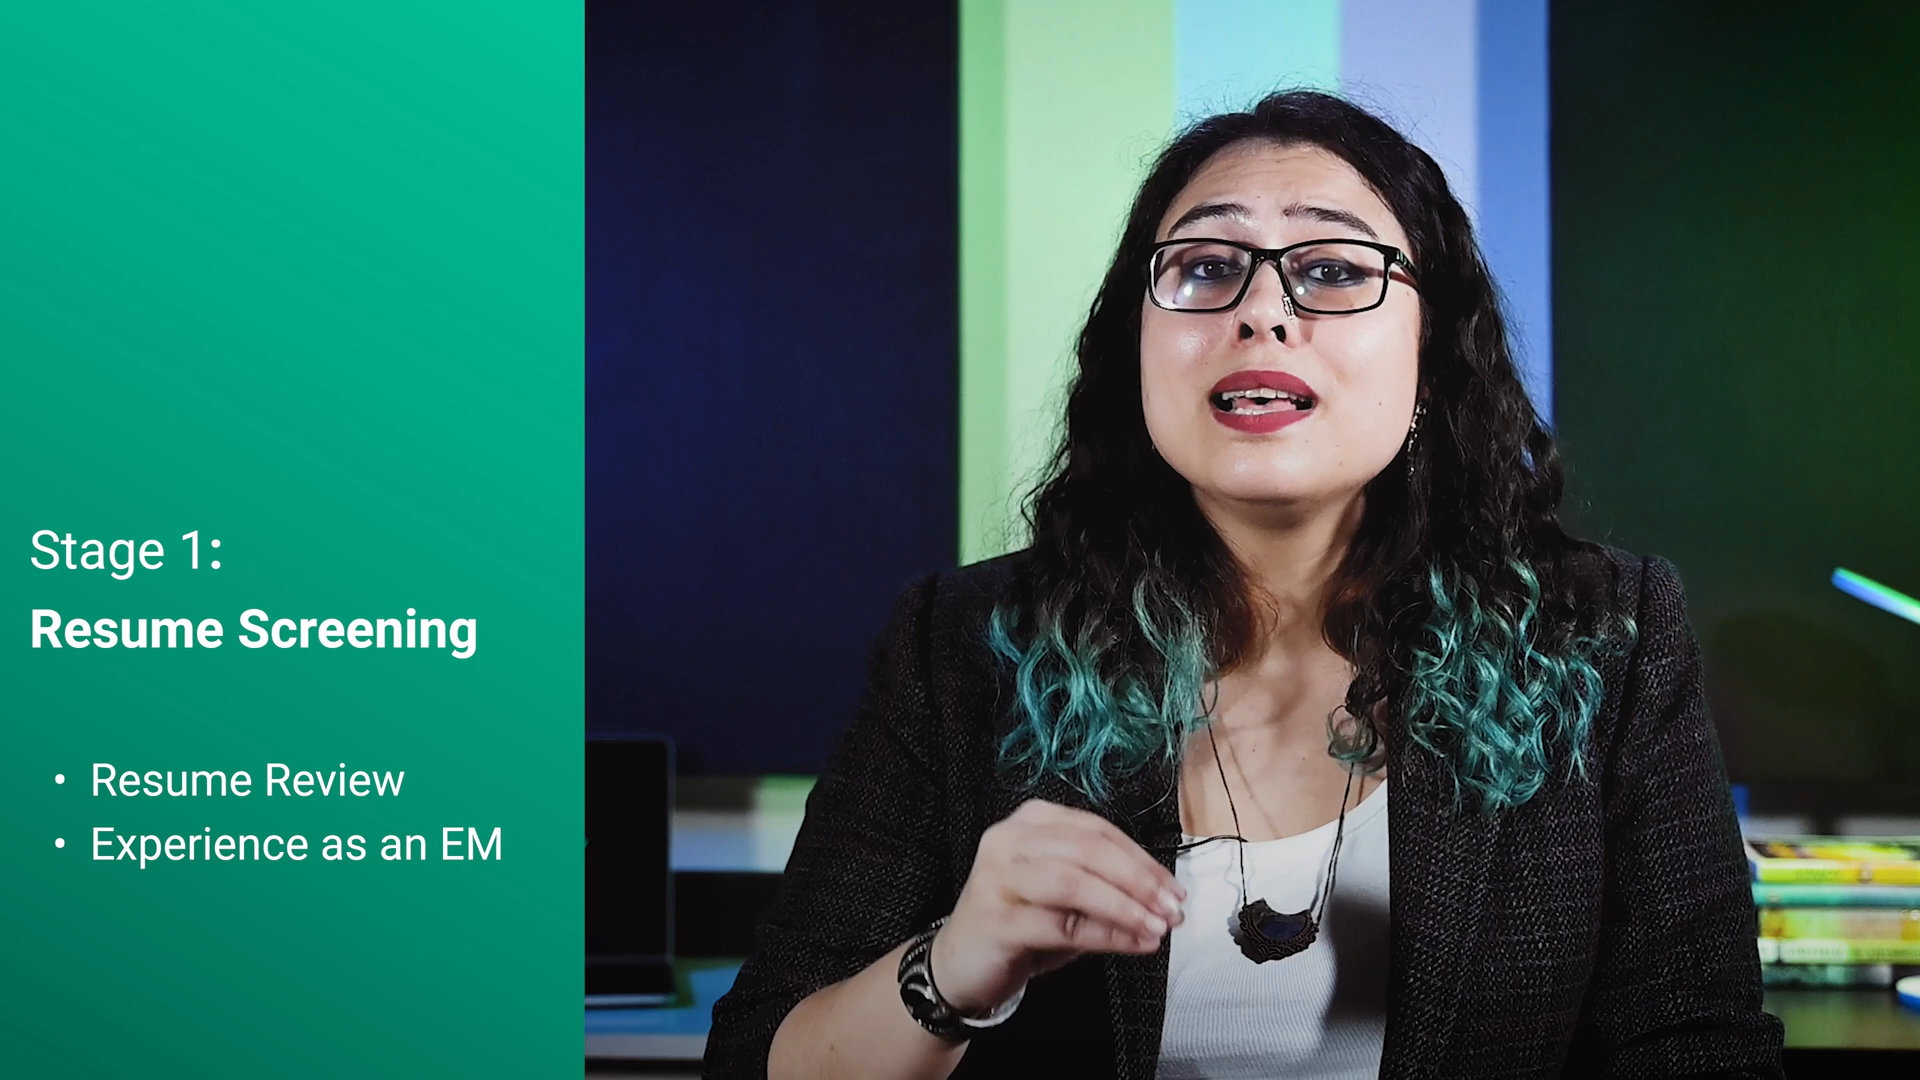 Stage 1:
Resume Screening
• Resume Review
• Experience as an EM